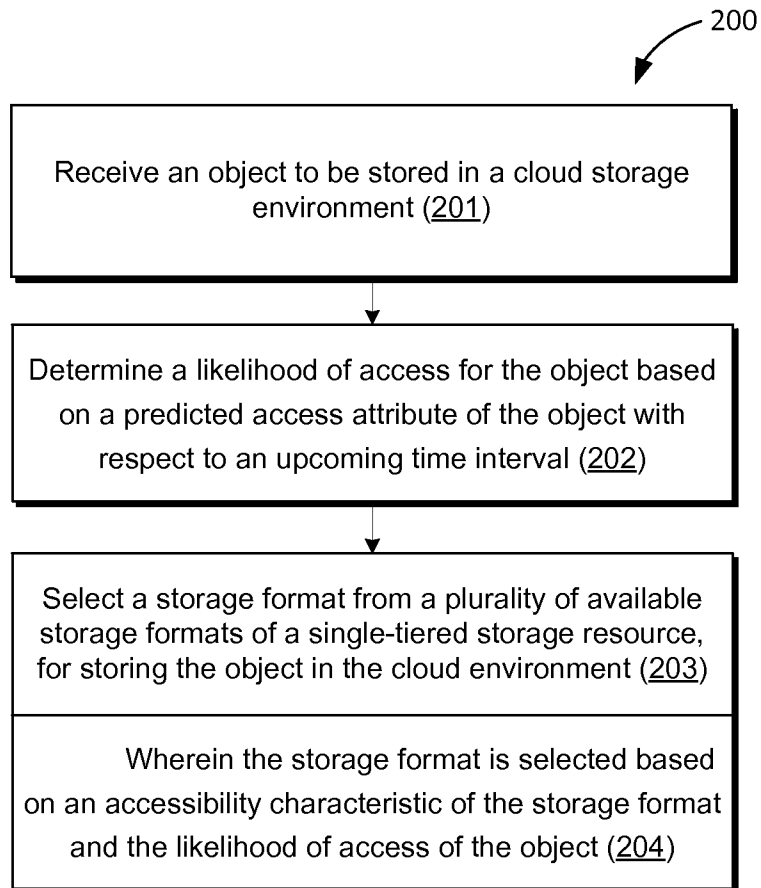 200
Receive an object to be stored in a cloud storage
environment (201)
Determine a likelihood of access for the object based
on a predicted access attribute of the object with
respect to an upcoming time interval (202)
Select a storage format from a plurality of available
storage formats of a single-tiered storage resource,
for storing the object in the cloud environment (203)
Wherein the storage format is selected based
on an accessibility characteristic of the storage format
and the likelihood of access of the object (204)